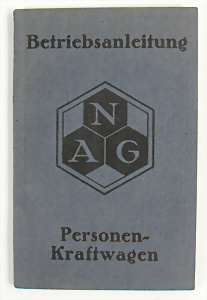 Betriebsanleitung
N
A G
Personen-
Kraftwagen